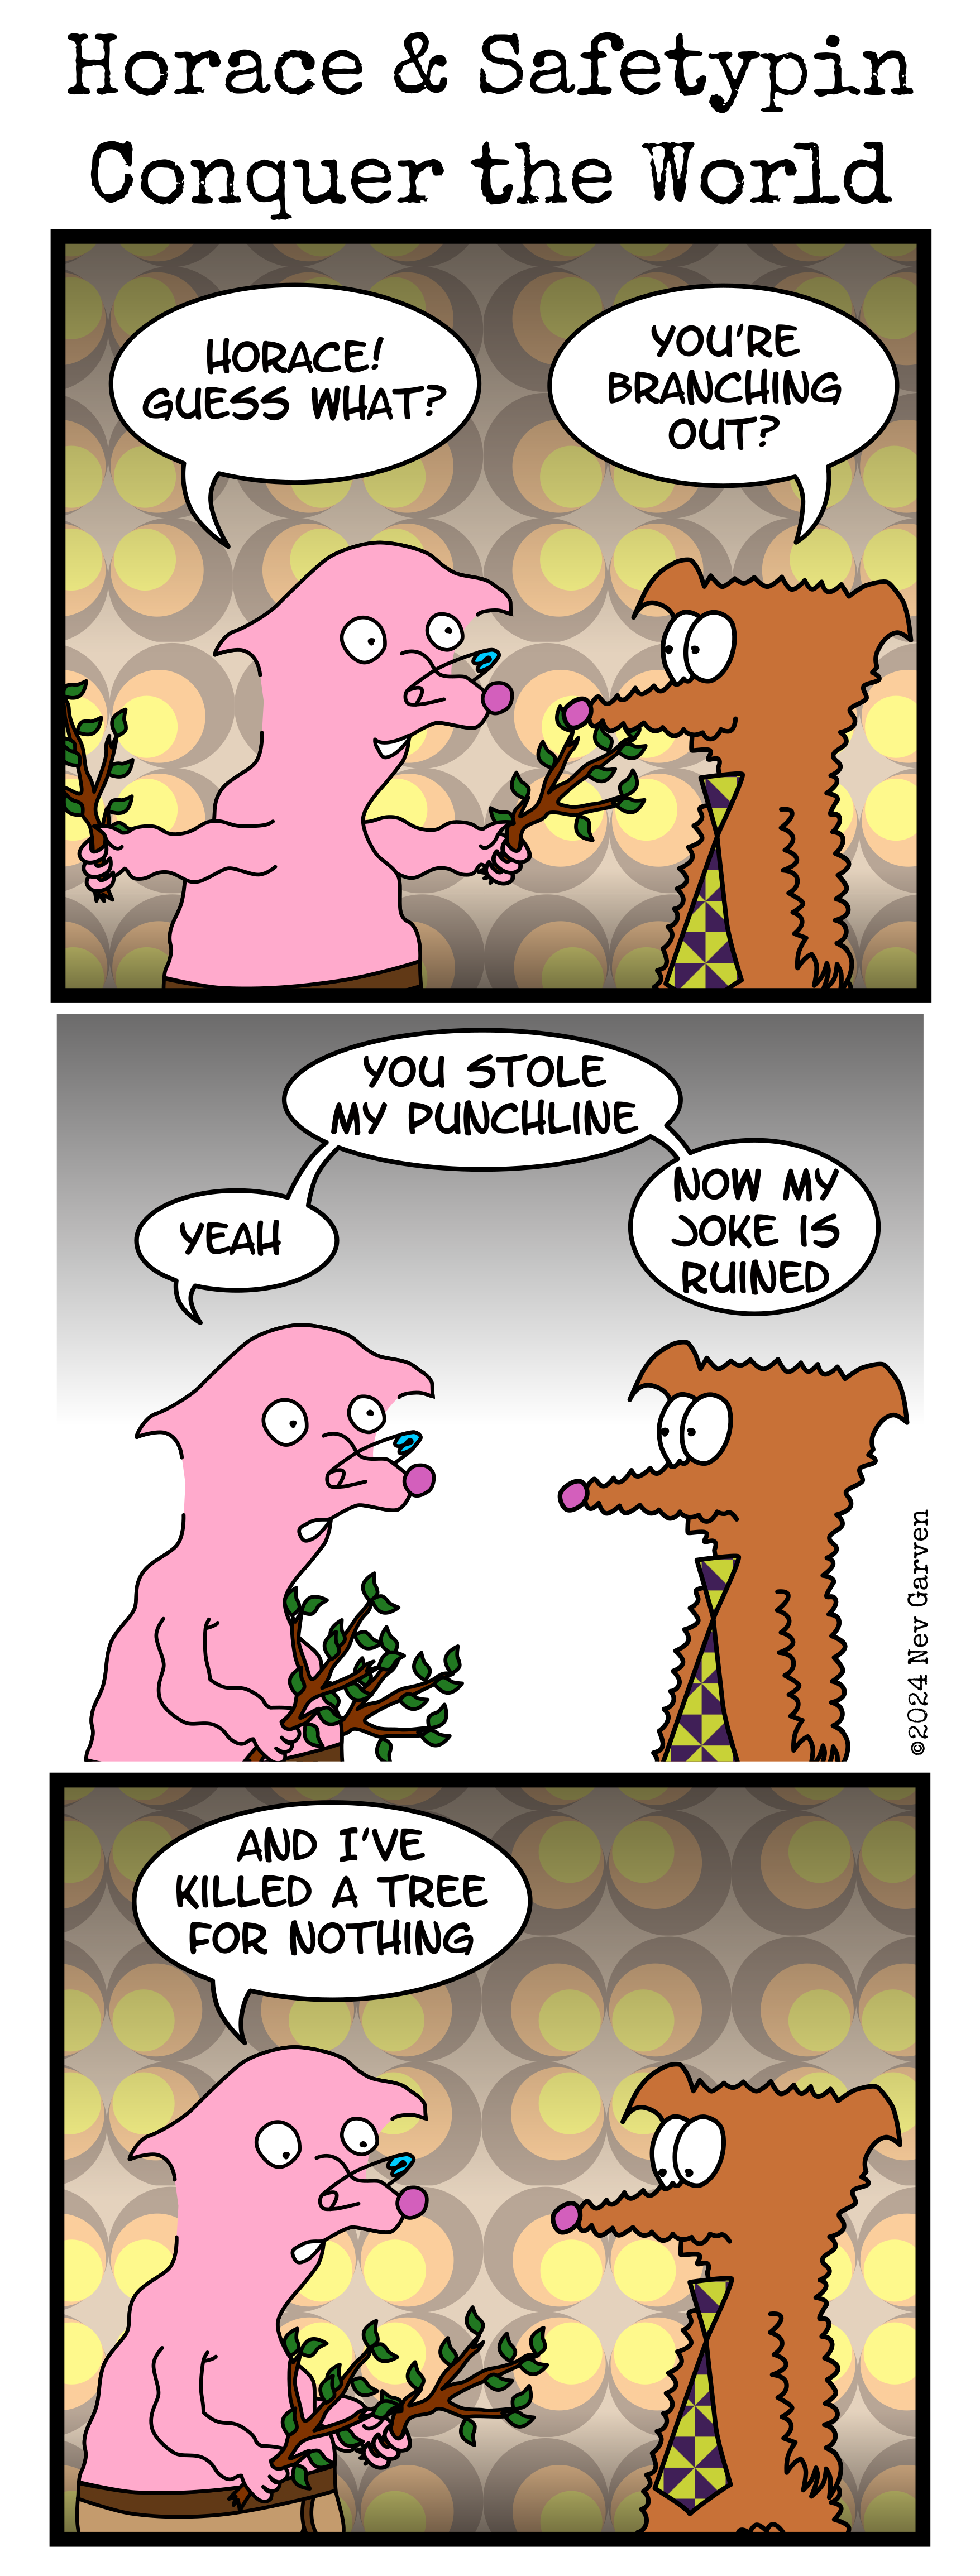 Horace & Safetypin
Conquer the World
HORACE!
GUESS WHAT?
YOU'RE
BRANCHING
OUT?
YEAH
YOU STOLE
MY PUNCHLINE
NOW MY
JOKE IS
RUINED
©2024 Nev Garven
AND I'VE
KILLED A TREE
FOR NOTHING